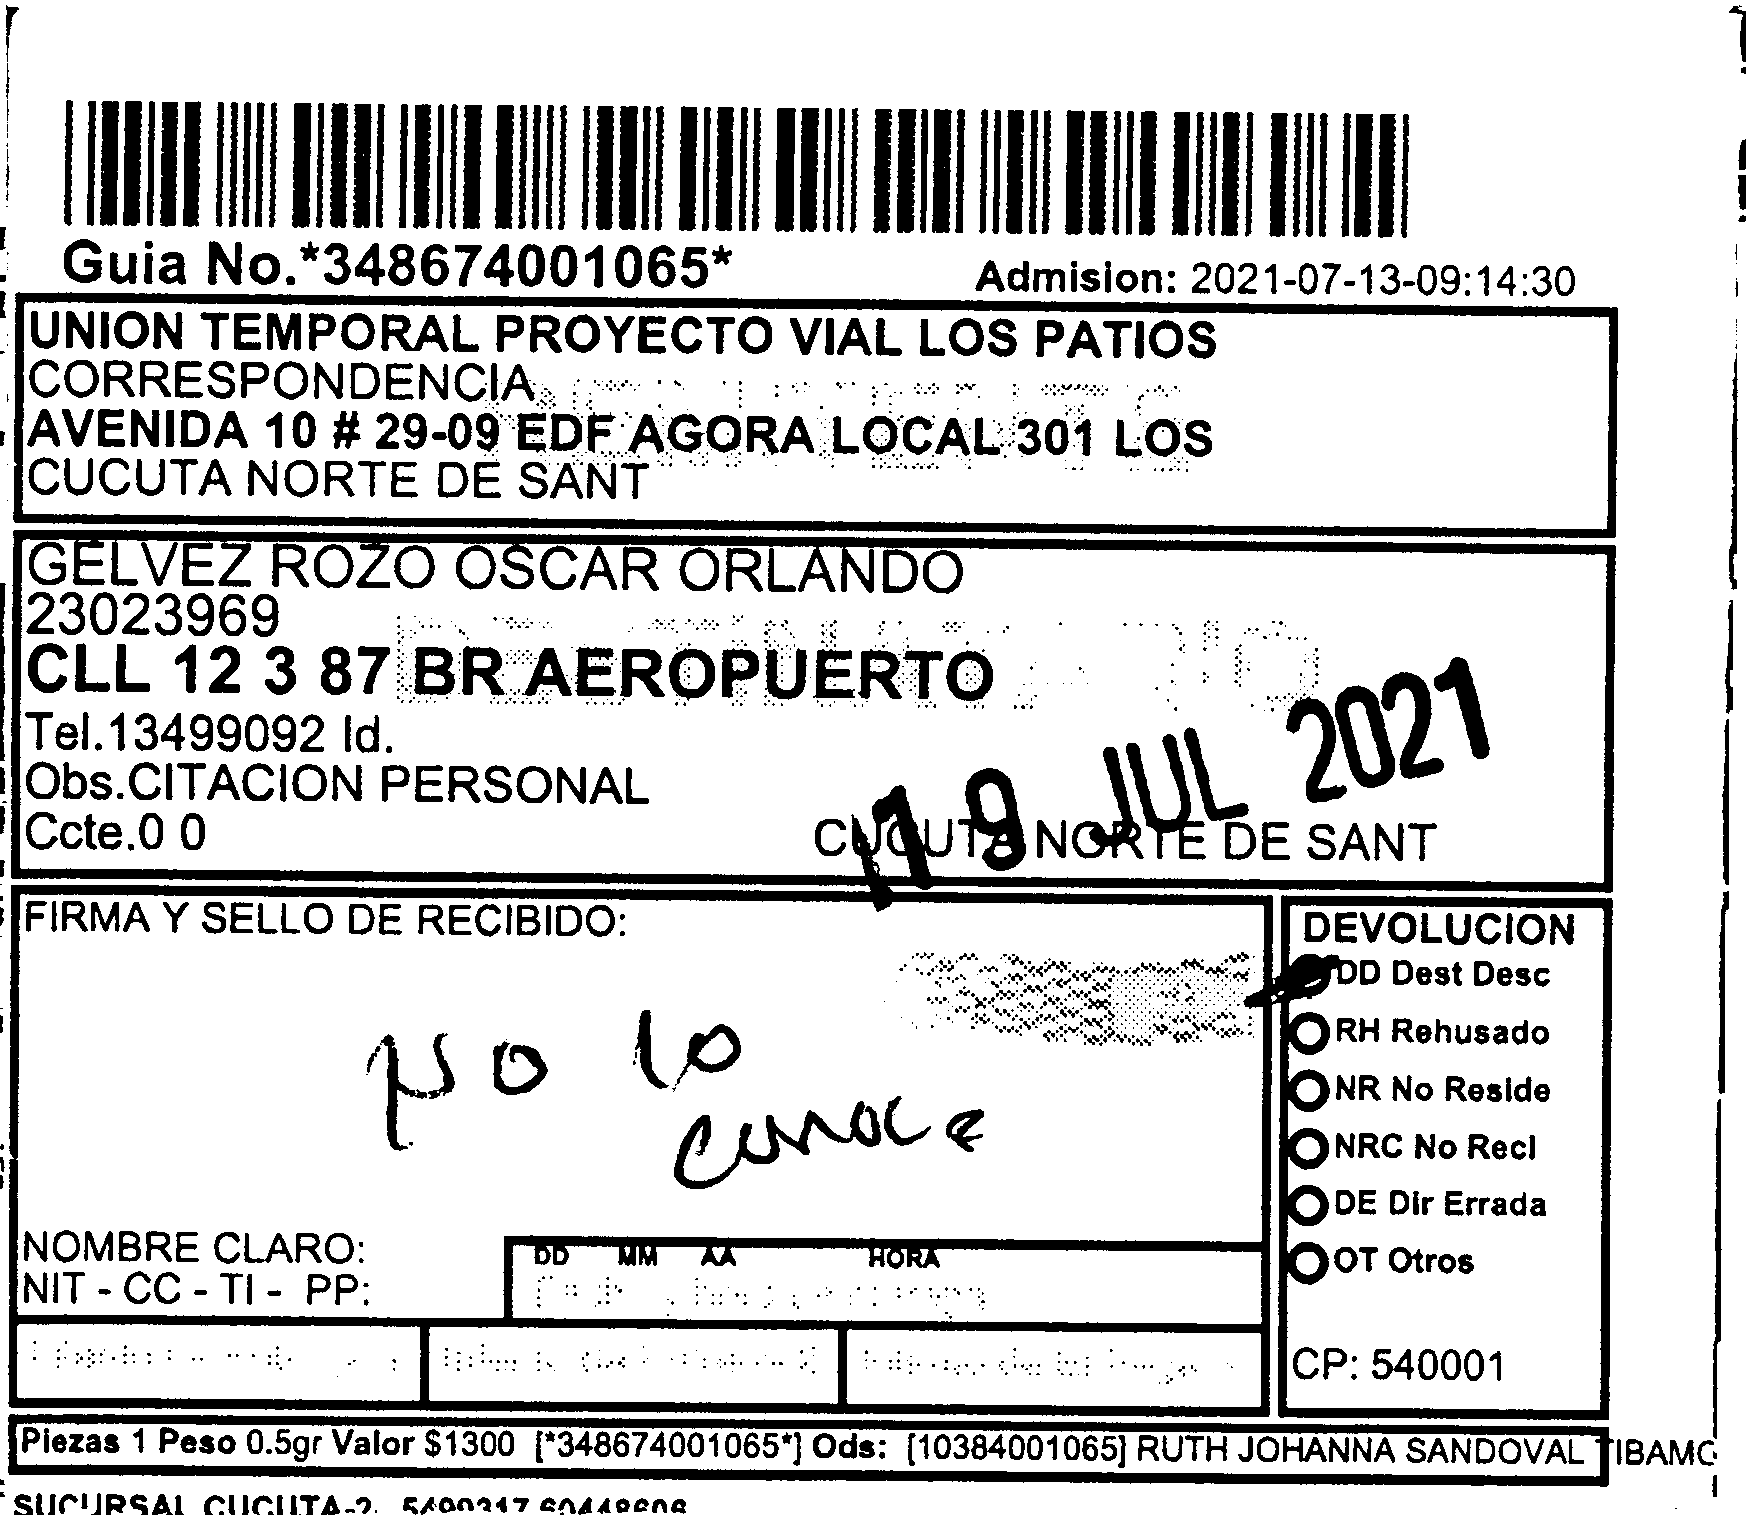 Guia No.*348674001065*
Admision: 2021-07-13-09:14:30
UNION TEMPORAL PROYECTO VIAL LOS PATIOS
CORRESPONDENCIA
AVENIDA 10 # 29-09 EDF AGORA LOCAL 301 LOS
CUCUTA NORTE DE SANT
GELVEZ ROZO OSCAR ORLANDO
23023969
DESTINATARIO
CLL 12 3 87 BR AEROPUERTO
Tel.13499092 Id.
Obs.CITACION PERSONAL
Ccte.0 0
CUCUTA NORTE DE SANT
19 JUL 2021
FIRMA Y SELLO DE RECIBIDO:
No lo
conoce
NOMBRE CLARO:
NIT - CC - TI - PP:
DD MM AA HORA
DEVOLUCION
DD Dest Desc
RH Rehusado
NR No Reside
NRC No Recl
DE Dir Errada
OT Otros
CP: 540001
Piezas 1 Peso 0.5gr Valor $1300 [*348674001065*] Ods: [10384001065] RUTH JOHANNA SANDOVAL TIBAMO
SUCURSAL CUCUTA-2